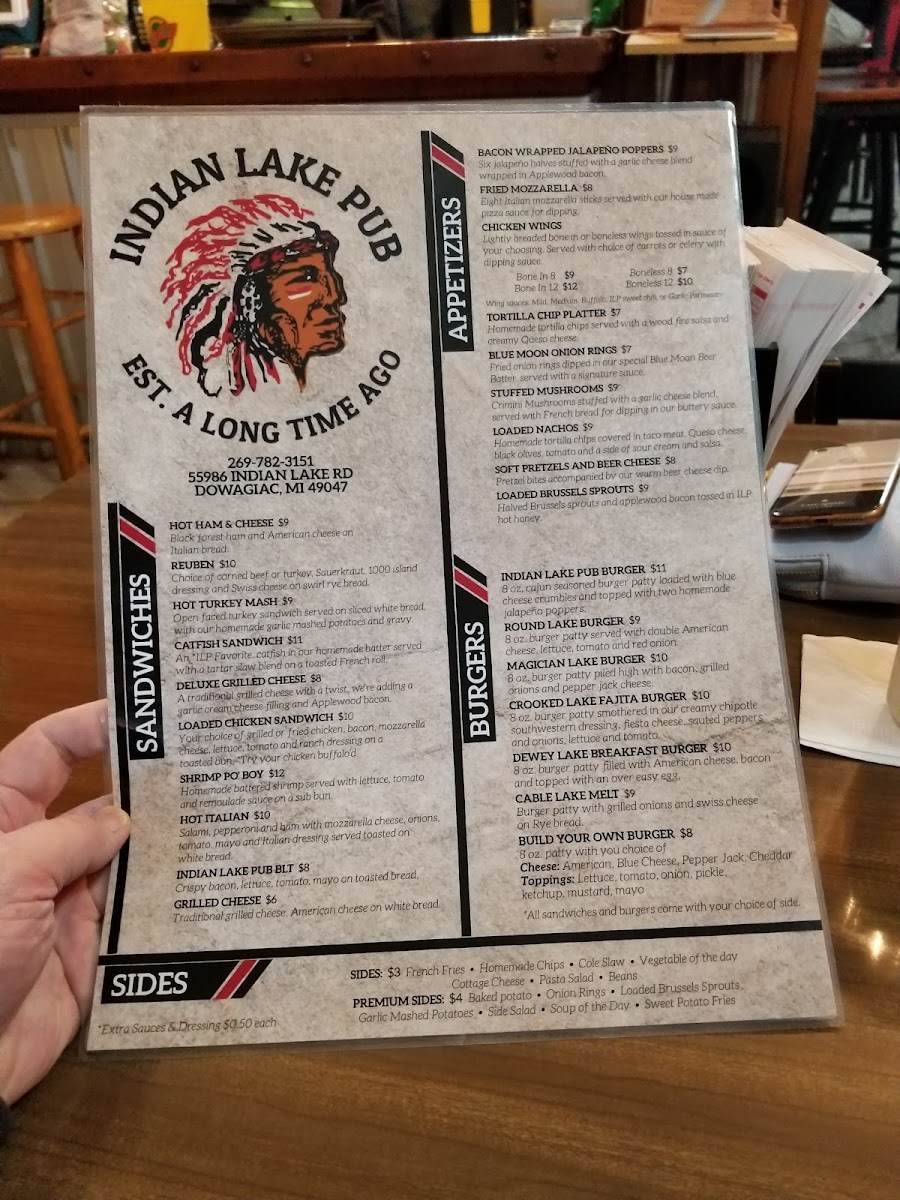 INDIAN LAKE PUB
EST. A LONG TIME AGO
269-782-3151
55986 INDIAN LAKE RD
DOWAGIAC, MI 49047
SANDWICHES
HOT HAM & CHEESE $9
Black forest ham and American cheese on
Italian bread.
REUBEN $10
Choice of corned beef or turkey, Sauerkraut, 1000 island
dressing and Swiss cheese on swirl rye bread.
HOT TURKEY MASH $9
Open faced turkey sandwich served on sliced white bread,
with our homemade garlic mashed potatoes and gravy.
CATFISH SANDWICH $11
An *ILP Favorite, catfish in our homemade batter served
with a tartar slaw blend on a toasted French roll.
DELUXE GRILLED CHEESE $8
A traditional grilled cheese with a twist, we're adding a
garlic cream cheese filling and Applewood bacon.
LOADED CHICKEN SANDWICH $10
Your choice of grilled or fried chicken, bacon, mozzarella
cheese, lettuce, tomato and ranch dressing on a
toasted bun. *Try your chicken buffalo'd
SHRIMP PO' BOY $12
Homemade battered shrimp served with lettuce, tomato
and remoulade sauce on a sub bun.
HOT ITALIAN $10
Salami, pepperoni and ham with mozzarella cheese, onions,
tomato, mayo and Italian dressing served toasted on
white bread.
INDIAN LAKE PUB BLT $8
Crispy bacon, lettuce, tomato, mayo on toasted bread.
GRILLED CHEESE $6
Traditional grilled cheese. American cheese on white bread.
APPETIZERS
BACON WRAPPED JALAPEÑO POPPERS $9
Six jalapeño halves stuffed with a garlic cheese blend
wrapped in Applewood bacon.
FRIED MOZZARELLA $8
Eight Italian mozzarella sticks served with our house made
pizza sauce for dipping.
CHICKEN WINGS
Lightly breaded bone in or boneless wings tossed in sauce of
your choosing. Served with choice of carrots or celery with
dipping sauce.
Bone In 8 $9 Boneless 8 $7
Bone In 12 $12 Boneless 12 $10
Wing sauces: Mild, Medium, Buffalo, ILP sweet chili, or Garlic Parmesan
TORTILLA CHIP PLATTER $7
Homemade tortilla chips served with a wood fire salsa and
creamy Queso cheese.
BLUE MOON ONION RINGS $7
Fried onion rings dipped in our special Blue Moon Beer
Batter, served with a signature sauce.
STUFFED MUSHROOMS $9
Crimini Mushrooms stuffed with a garlic cheese blend,
served with French bread for dipping in our buttery sauce.
LOADED NACHOS $9
Homemade tortilla chips covered in taco meat, Queso cheese,
black olives, tomato and a side of sour cream and salsa.
SOFT PRETZELS AND BEER CHEESE $8
Pretzel bites accompanied by our warm beer cheese dip.
LOADED BRUSSELS SPROUTS $9
Halved Brussels sprouts and applewood bacon tossed in ILP
hot honey.
BURGERS
INDIAN LAKE PUB BURGER $11
8 oz. cajun seasoned burger patty loaded with blue
cheese crumbles and topped with two homemade
jalapeño poppers.
ROUND LAKE BURGER $9
8 oz. burger patty served with double American
cheese, lettuce, tomato and red onion.
MAGICIAN LAKE BURGER $10
8 oz. burger patty piled high with bacon, grilled
onions and pepper jack cheese.
CROOKED LAKE FAJITA BURGER $10
8 oz. burger patty smothered in our creamy chipotle
southwestern dressing, fiesta cheese, sauted peppers
and onions, lettuce and tomato.
DEWEY LAKE BREAKFAST BURGER $10
8 oz. burger patty filled with American cheese, bacon
and topped with an over easy egg.
CABLE LAKE MELT $9
Burger patty with grilled onions and swiss cheese
on Rye bread.
BUILD YOUR OWN BURGER $8
8 oz. patty with you choice of
Cheese: American, Blue Cheese, Pepper Jack, Cheddar
Toppings: Lettuce, tomato, onion, pickle,
ketchup, mustard, mayo
*All sandwiches and burgers come with your choice of side.
SIDES
SIDES: $3 French Fries • Homemade Chips • Cole Slaw • Vegetable of the day
Cottage Cheese • Pasta Salad • Beans
PREMIUM SIDES: $4 Baked potato • Onion Rings • Loaded Brussels Sprouts
Garlic Mashed Potatoes • Side Salad • Soup of the Day • Sweet Potato Fries
*Extra Sauces & Dressing $0.50 each